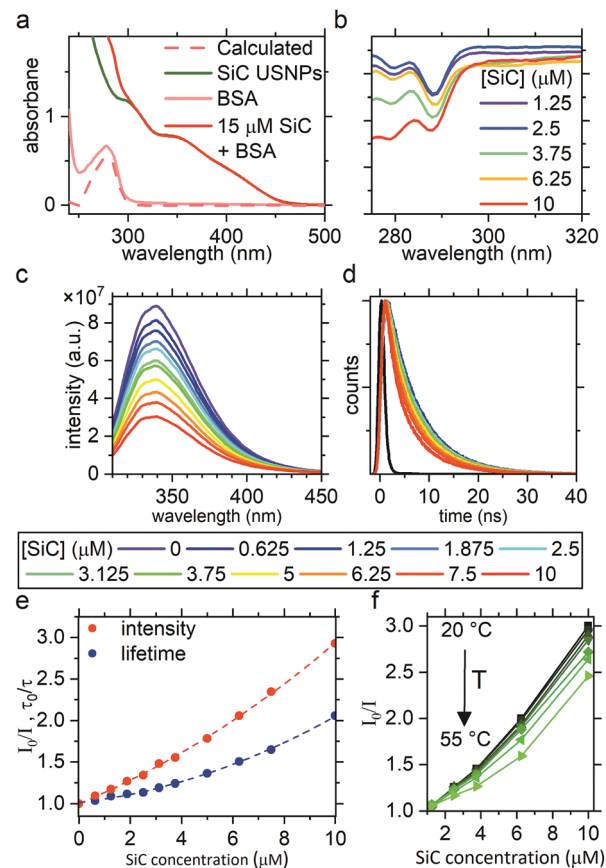 a
absorbane
1
0
300
400
500
wavelength (nm)
Calculated
SiC USNPs
BSA
15 μM SiC
+ BSA
b
[SiC] (μM)
1.25
2.5
3.75
6.25
10
280
300
320
wavelength (nm)
c
×10⁷
intensity (a.u.)
8
6
4
2
0
350
400
450
wavelength (nm)
d
counts
0
10
20
30
40
time (ns)
[SiC] (μM)
0
0.625
1.25
1.875
2.5
3.125
3.75
5
6.25
7.5
10
e
I₀/I , τ₀/τ
3.0
2.5
2.0
1.5
1.0
intensity
lifetime
0
2
4
6
8
10
SiC concentration (μM)
f
I₀/I
3.0
2.5
2.0
1.5
1.0
20 °C
T
55 °C
2
4
6
8
10
SiC concentration (μM)